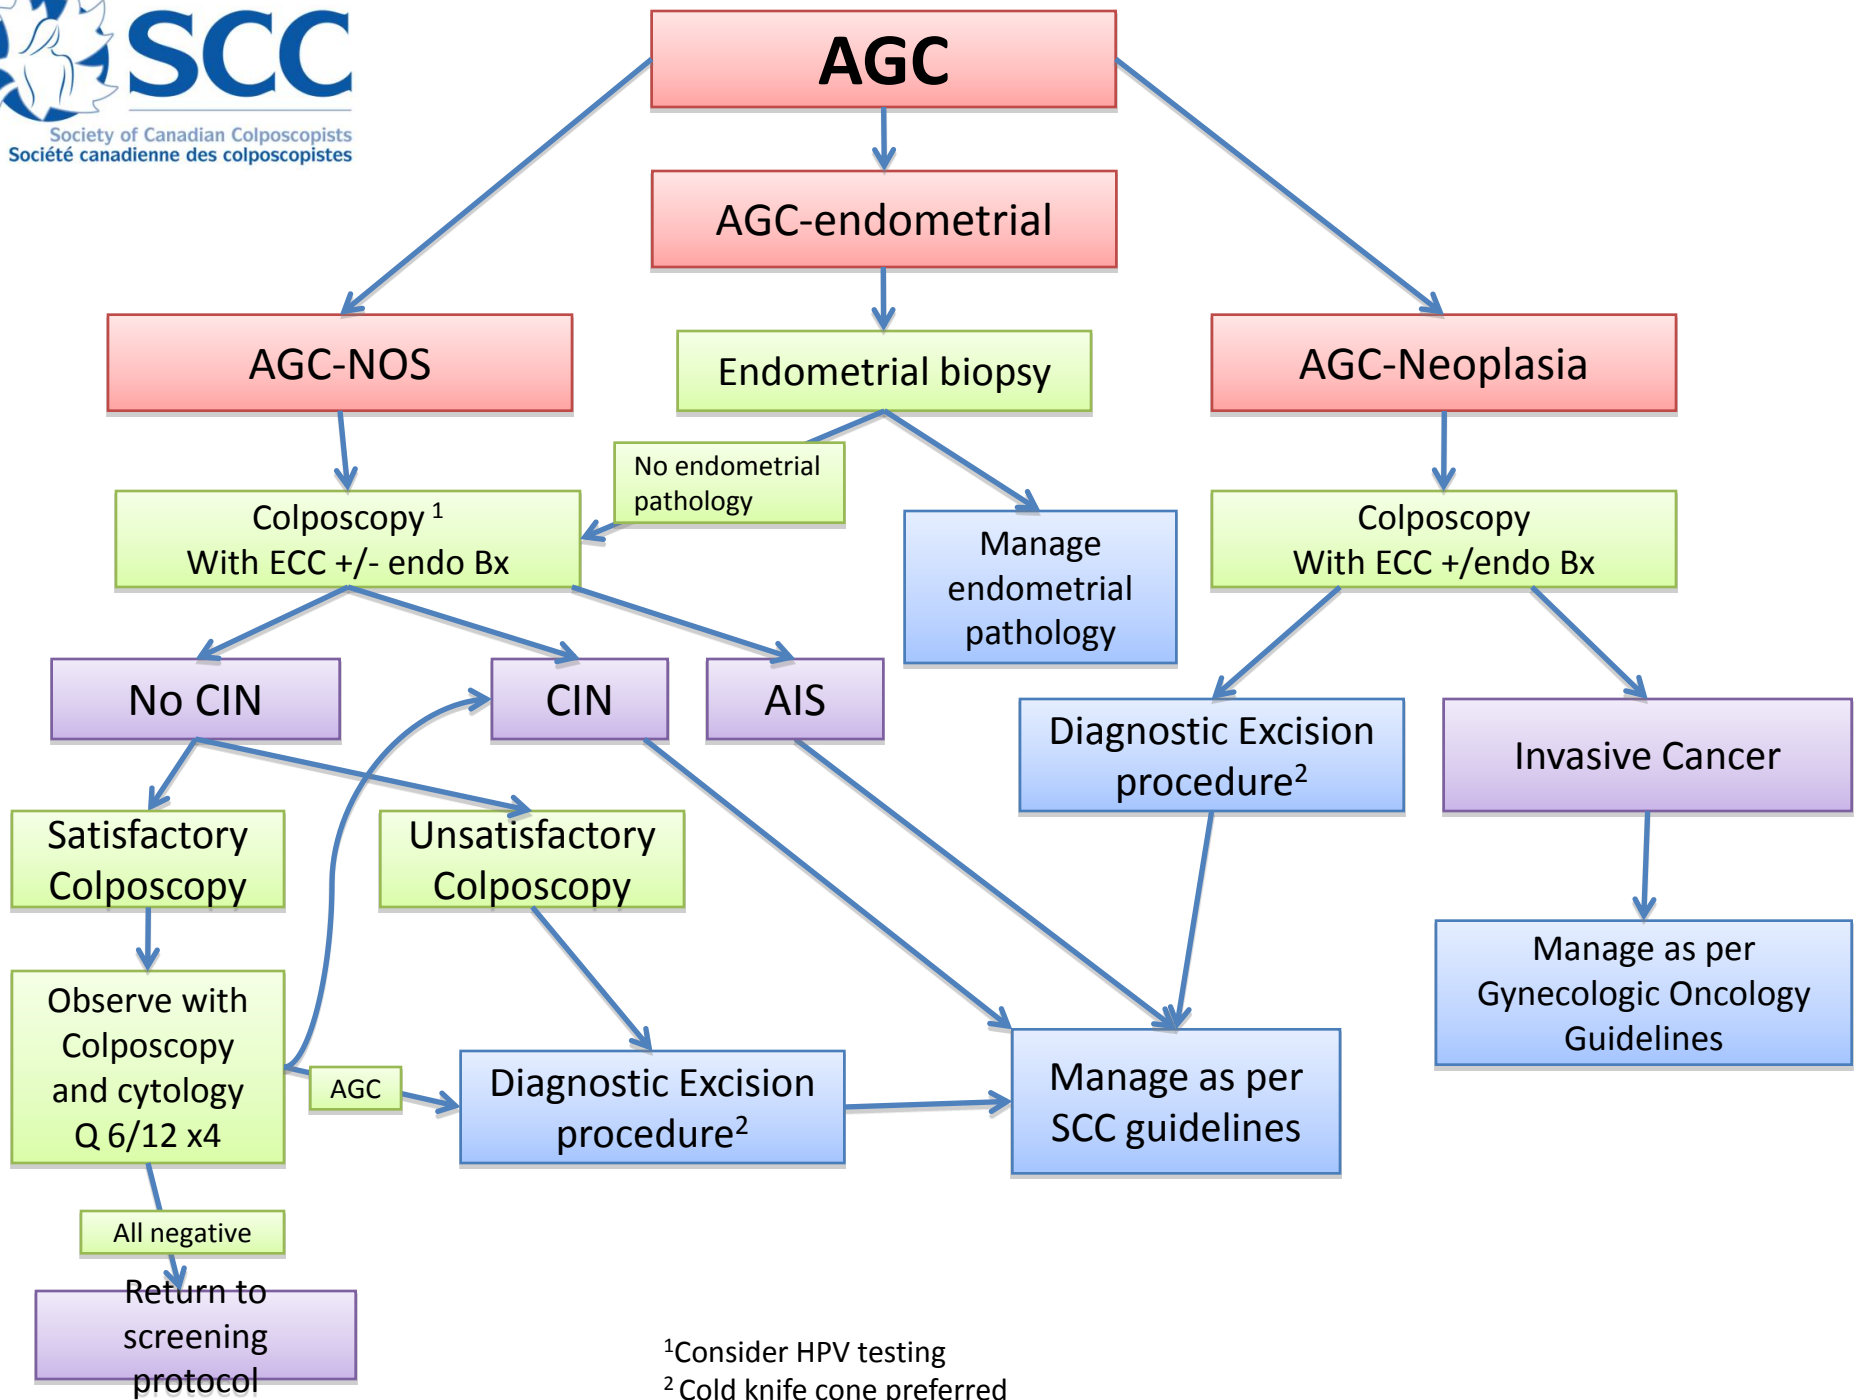 SCC
Society of Canadian Colposcopists
Société canadienne des colposcopistes
AGC
AGC-endometrial
AGC-NOS
Endometrial biopsy
AGC-Neoplasia
No endometrial
pathology
Colposcopy 1
With ECC +/- endo Bx
Manage
endometrial
pathology
Colposcopy
With ECC +/endo Bx
No CIN
CIN
AIS
Diagnostic Excision
procedure2
Invasive Cancer
Satisfactory
Colposcopy
Unsatisfactory
Colposcopy
Observe with
Colposcopy
and cytology
Q 6/12 x4
AGC
Diagnostic Excision
procedure2
Manage as per
SCC guidelines
Manage as per
Gynecologic Oncology
Guidelines
All negative
Return to
screening
protocol
1Consider HPV testing
2 Cold knife cone preferred